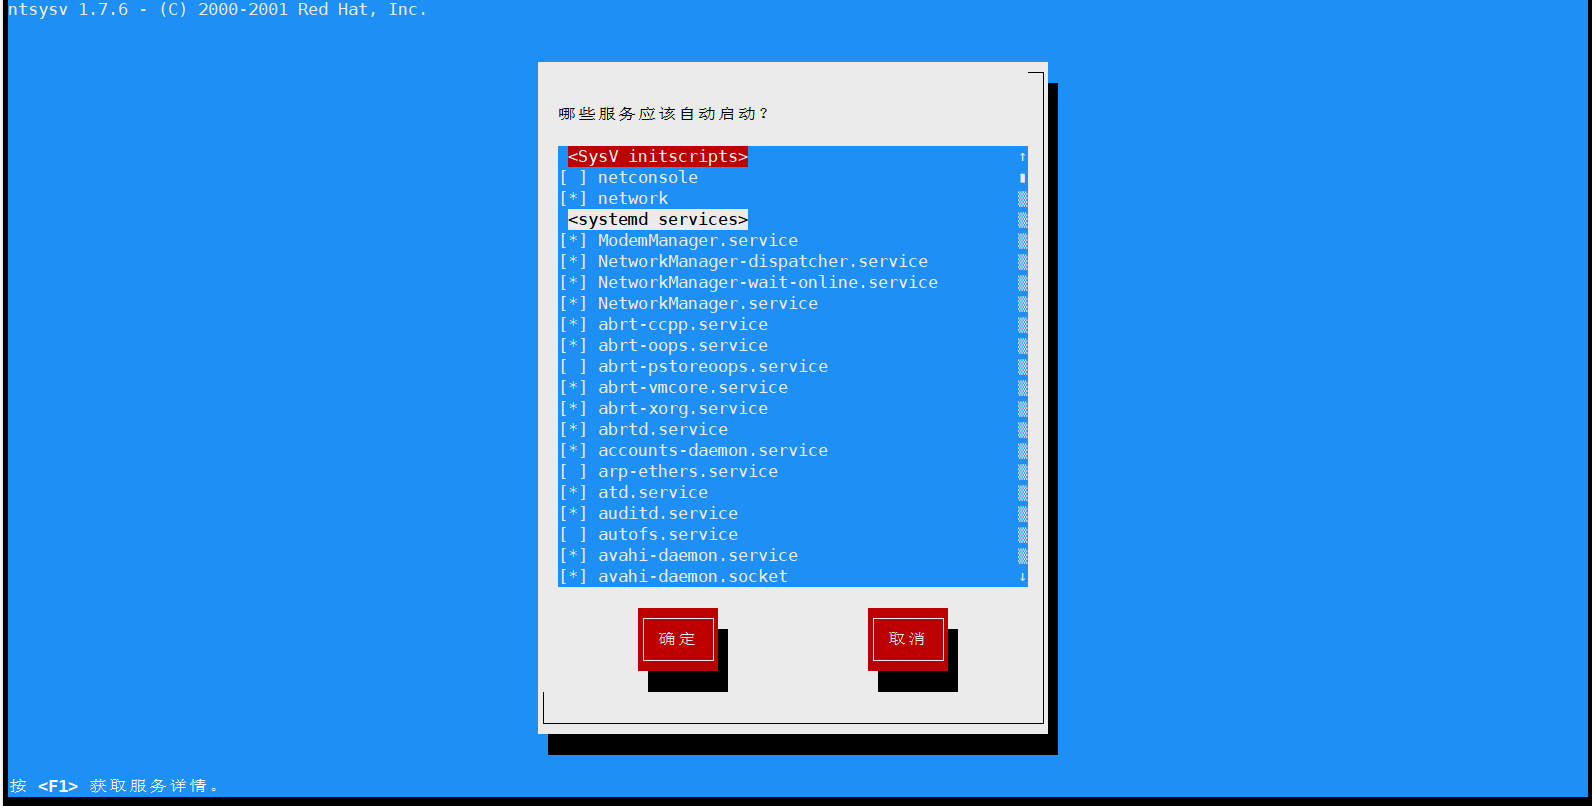 ntsysv 1.7.6 - (C) 2000-2001 Red Hat, Inc.
哪些服务应该自动启动？
<SysV initscripts>
[ ] netconsole
[*] network
<systemd services>
[*] ModemManager.service
[*] NetworkManager-dispatcher.service
[*] NetworkManager-wait-online.service
[*] NetworkManager.service
[*] abrt-ccpp.service
[*] abrt-oops.service
[ ] abrt-pstoreoops.service
[*] abrt-vmcore.service
[*] abrt-xorg.service
[*] abrtd.service
[*] accounts-daemon.service
[ ] arp-ethers.service
[*] atd.service
[*] auditd.service
[ ] autofs.service
[*] avahi-daemon.service
[*] avahi-daemon.socket
确定 取消
按 <F1> 获取服务详情。